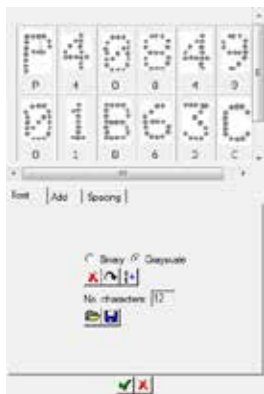 P 4 0 8 4 9
P 4 0 8 4 9
0 1 B 6 3 C
0 1 B 6 3 C
Font Add Spacing
Binary Grayscale
No. characters: 12